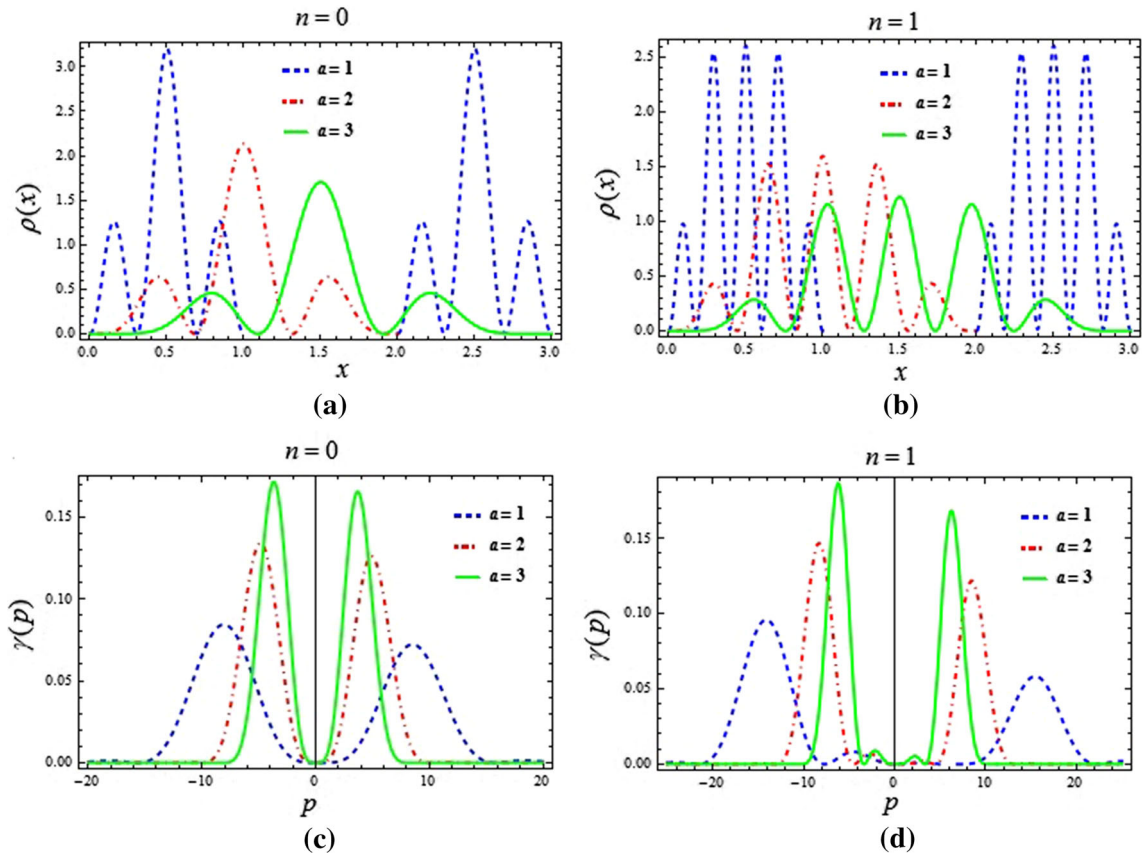 n = 0
3.0
2.5
2.0
1.5
1.0
0.5
0.0
ρ(x)
a = 1
a = 2
a = 3
0.0 0.5 1.0 1.5 2.0 2.5 3.0
x
(a)
n = 1
2.5
2.0
1.5
1.0
0.5
0.0
ρ(x)
a = 1
a = 2
a = 3
0.0 0.5 1.0 1.5 2.0 2.5 3.0
x
(b)
n = 0
0.15
0.10
0.05
0.00
γ(p)
a = 1
a = 2
a = 3
-20 -10 0 10 20
p
(c)
n = 1
0.15
0.10
0.05
0.00
γ(p)
a = 1
a = 2
a = 3
-20 -10 0 10 20
p
(d)